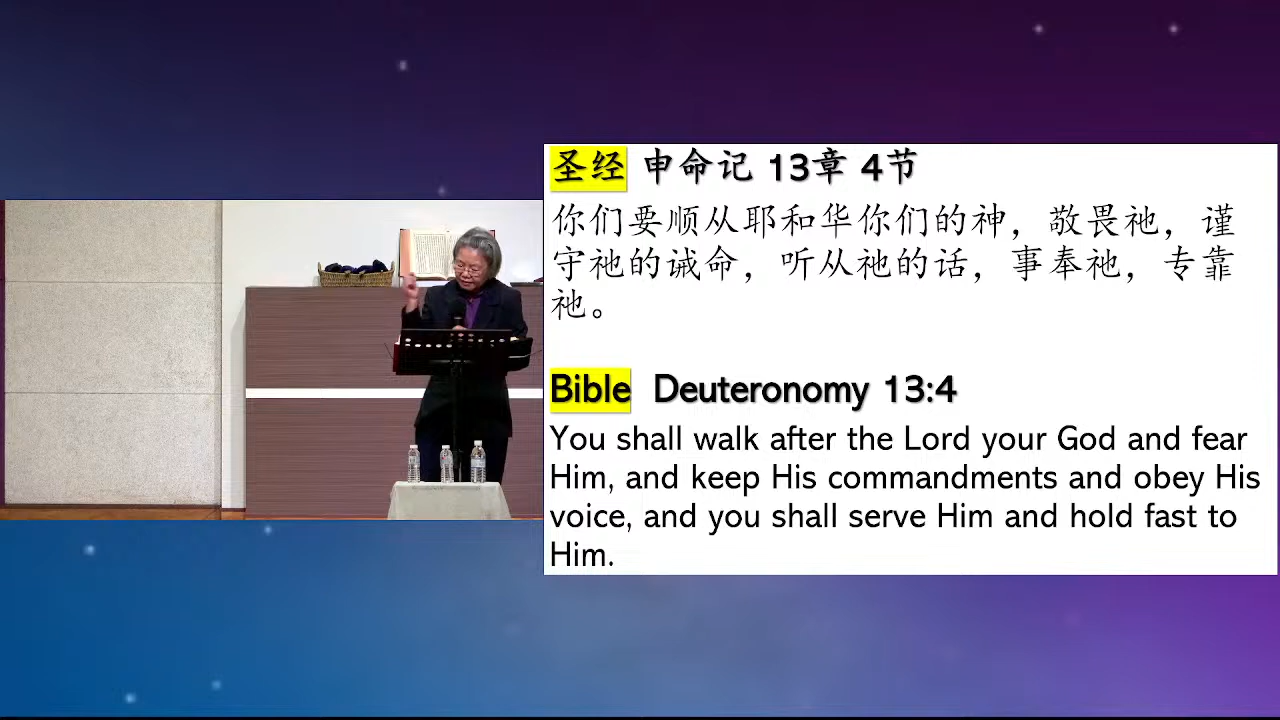 圣经 申命记 13章 4节
你们要顺从耶和华你们的神，敬畏祂，谨
守祂的诫命，听从祂的话，事奉祂，专靠
祂。
Bible Deuteronomy 13:4
You shall walk after the Lord your God and fear
Him, and keep His commandments and obey His
voice, and you shall serve Him and hold fast to
Him.